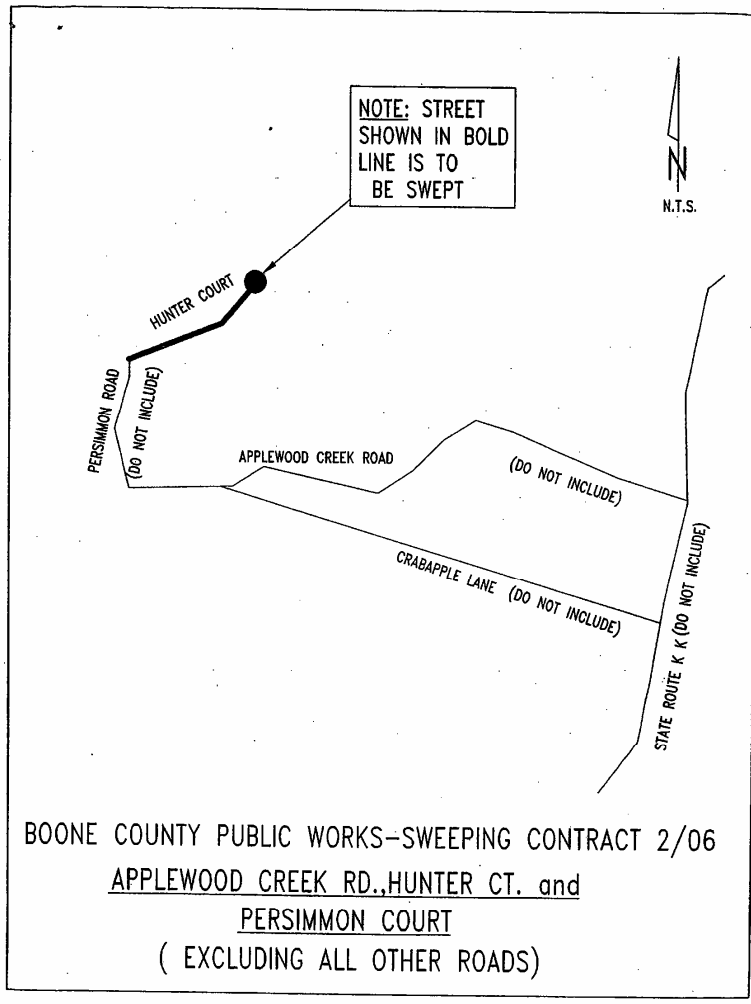 NOTE: STREET
SHOWN IN BOLD
LINE IS TO
BE SWEPT
N
N.T.S.
HUNTER COURT
PERSIMMON ROAD
(DO NOT INCLUDE)
APPLEWOOD CREEK ROAD
(DO NOT INCLUDE)
CRABAPPLE LANE (DO NOT INCLUDE)
STATE ROUTE K K (DO NOT INCLUDE)
BOONE COUNTY PUBLIC WORKS-SWEEPING CONTRACT 2/06
APPLEWOOD CREEK RD.,HUNTER CT. and
PERSIMMON COURT
( EXCLUDING ALL OTHER ROADS)